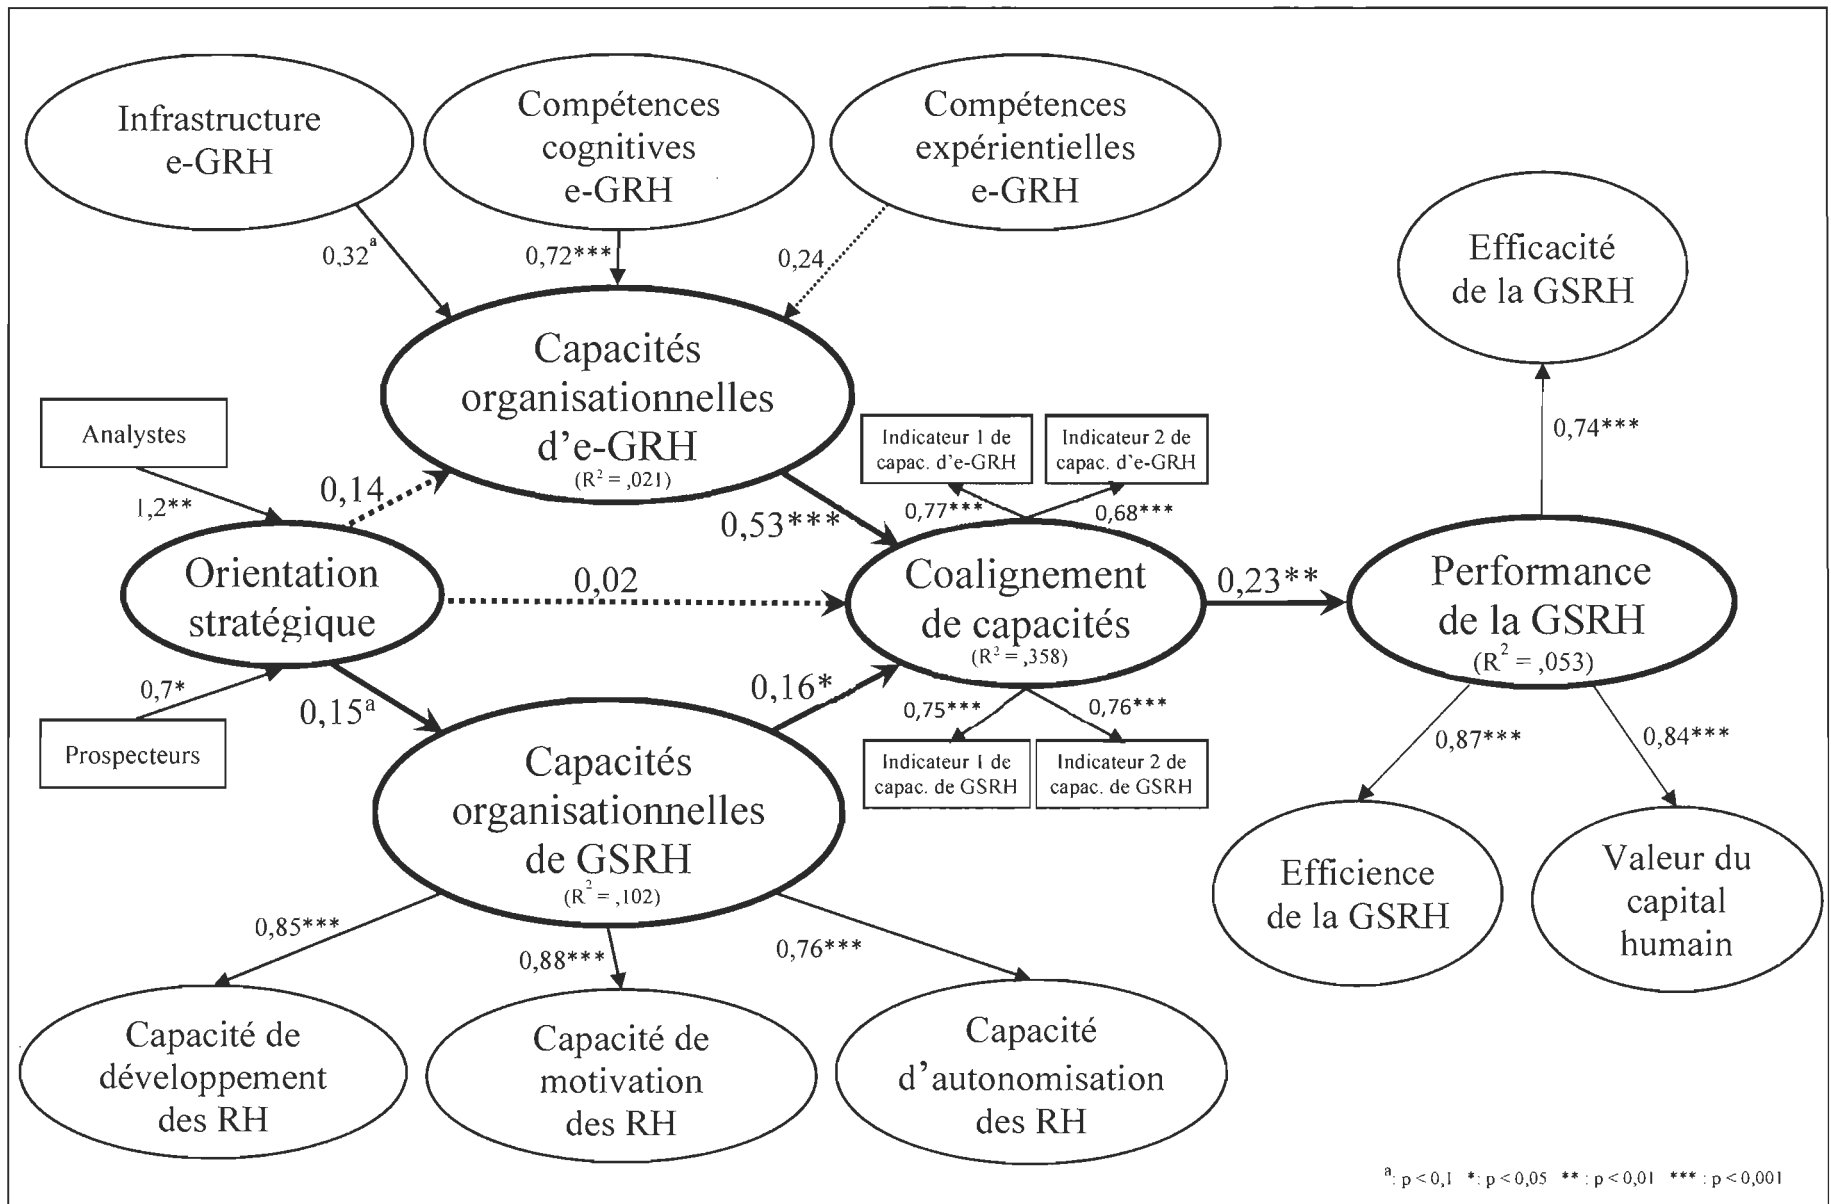 Infrastructure
e-GRH
Compétences
cognitives
e-GRH
Compétences
expérientielles
e-GRH
0,32ᵃ
0,72***
0,24
Efficacité
de la GSRH
0,74***
Capacités
organisationnelles
d'e-GRH
(R² = ,021)
Analystes
1,2**
0,14
0,53***
Indicateur 1 de
capac. d'e-GRH
Indicateur 2 de
capac. d'e-GRH
0,77***
0,68***
Orientation
stratégique
0,02
Coalignement
de capacités
(R² = ,358)
0,23**
Performance
de la GSRH
(R² = ,053)
0,7*
Prospecteurs
0,15ᵃ
0,16*
0,75***
0,76***
Indicateur 1 de
capac. de GSRH
Indicateur 2 de
capac. de GSRH
0,87***
0,84***
Capacités
organisationnelles
de GSRH
(R² = ,102)
Efficience
de la GSRH
Valeur du
capital
humain
0,85***
0,88***
0,76***
Capacité de
développement
des RH
Capacité de
motivation
des RH
Capacité
d'autonomisation
des RH
ᵃ: p < 0,1 *: p < 0,05 ** : p < 0,01 *** : p < 0,001